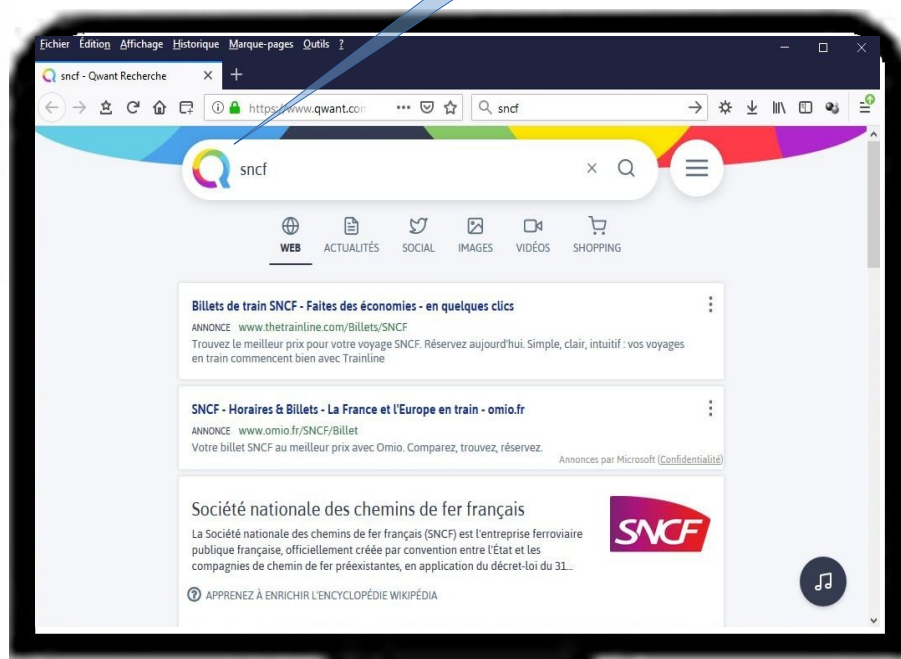 Fichier Édition Affichage Historique Marque-pages Outils ?
sncf - Qwant Recherche
https://www.qwant.con
sncf
sncf
WEB ACTUALITÉS SOCIAL IMAGES VIDÉOS SHOPPING
Billets de train SNCF - Faites des économies - en quelques clics
ANNONCE www.thetrainline.com/Billets/SNCF
Trouvez le meilleur prix pour votre voyage SNCF. Réservez aujourd'hui. Simple, clair, intuitif : vos voyages
en train commencent bien avec Trainline
SNCF - Horaires & Billets - La France et l'Europe en train - omio.fr
ANNONCE www.omio.fr/SNCF/Billet
Votre billet SNCF au meilleur prix avec Omio. Comparez, trouvez, réservez.
Annonces par Microsoft (Confidentialité)
Société nationale des chemins de fer français
La Société nationale des chemins de fer français (SNCF) est l'entreprise ferroviaire
publique française, officiellement créée par convention entre l'État et les
compagnies de chemin de fer préexistantes, en application du décret-loi du 31...
SNCF
APPRENEZ À ENRICHIR L'ENCYCLOPÉDIE WIKIPÉDIA